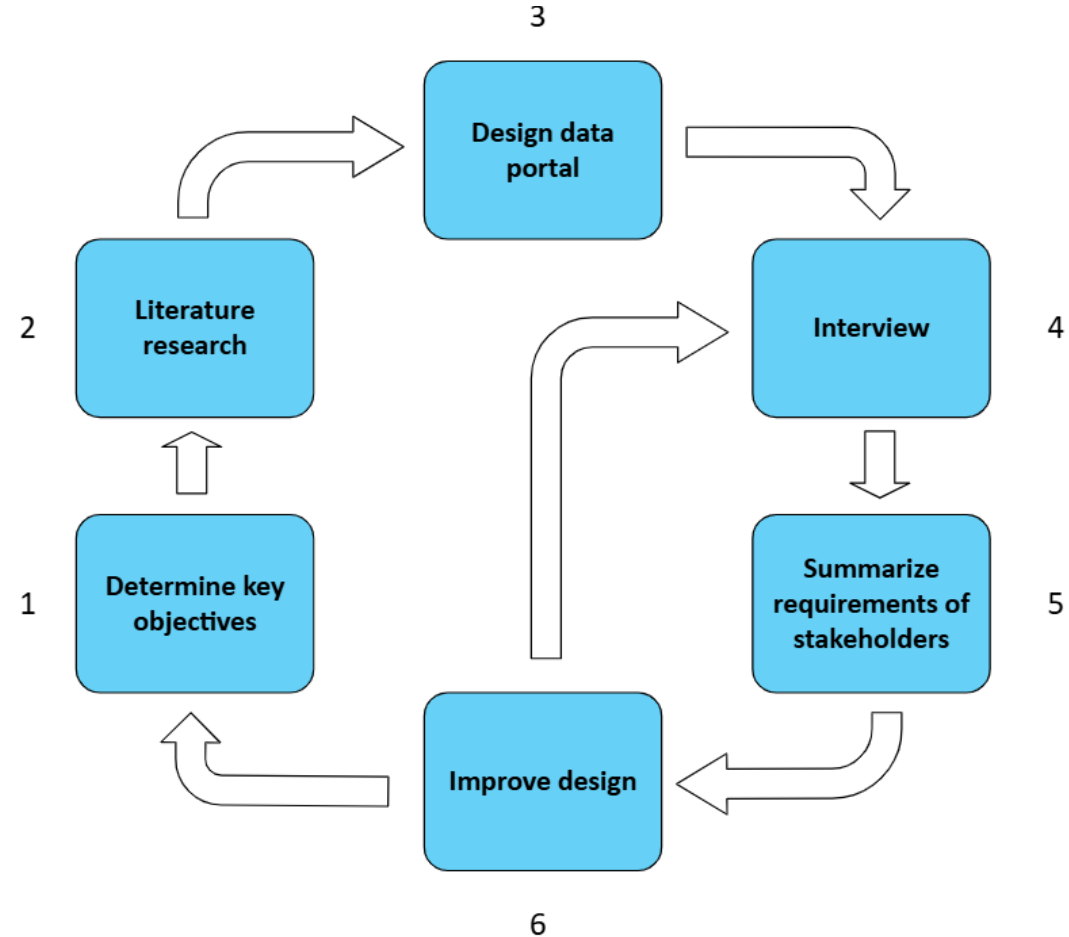 3
Design data
portal
Literature
research
2
Interview
4
Determine key
objectives
1
Summarize
requirements of
stakeholders
5
Improve design
6